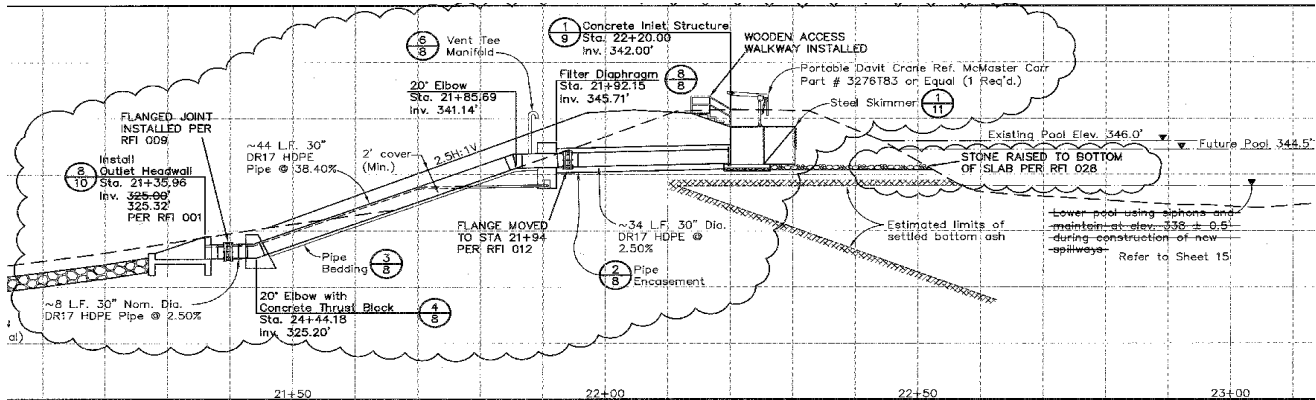 6
8
Vent Tee
Manifold
1
9
Concrete Inlet Structure
Sta. 22+20.00
Inv. 342.00'
WOODEN ACCESS
WALKWAY INSTALLED
Portable Davit Crane Ref. McMaster Carr
Part # 3276T83 or Equal (1 Req'd.)
Steel Skimmer
1
11
20° Elbow
Sta. 21+85.69
Inv. 341.14'
Filter Diaphragm
Sta. 21+92.15
Inv. 345.71'
8
8
FLANGED JOINT
INSTALLED PER
RFI 009
~44 L.F. 30"
DR17 HDPE
Pipe @ 38.40%
2' cover
(Min.)
2.5H:1V
Existing Pool Elev. 346.0'
Future Pool 344.5'
STONE RAISED TO BOTTOM
OF SLAB PER RFI 028
8
10
Install
Outlet Headwall
Sta. 21+35.96
Inv. 325.00'
325.32'
PER RFI 001
FLANGE MOVED
TO STA 21+94
PER RFI 012
~34 L.F. 30" Dia.
DR17 HDPE @
2.50%
Estimated limits of
settled bottom ash
Lower pool using siphons and
maintain at elev. 338 ± 0.5'
during construction of new
spillways
Refer to Sheet 15
Pipe
Bedding
3
8
2
8
Pipe
Encasement
~8 L.F. 30" Nom. Dia.
DR17 HDPE Pipe @ 2.50%
20° Elbow with
Concrete Thrust Block
Sta. 24+44.18
Inv. 325.20'
4
8
al)
21+50
22+00
22+50
23+00